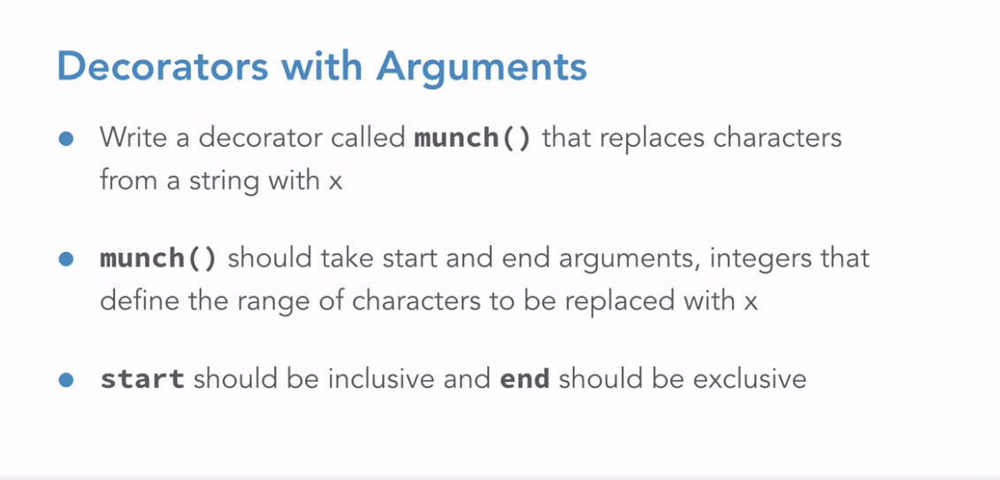 Decorators with Arguments
● Write a decorator called munch() that replaces characters
from a string with x
● munch() should take start and end arguments, integers that
define the range of characters to be replaced with x
● start should be inclusive and end should be exclusive